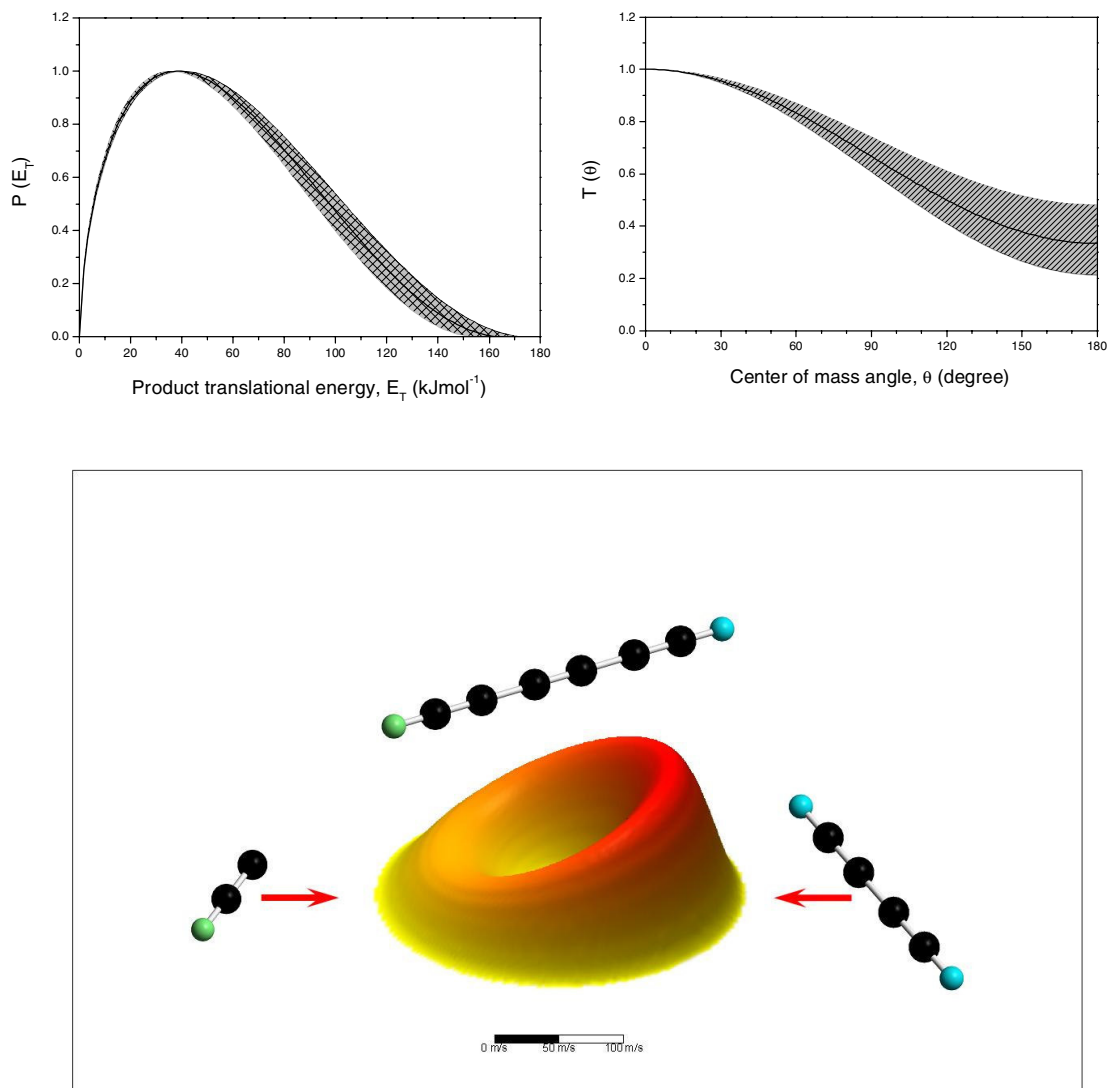 1.2
1.0
0.8
0.6
0.4
0.2
0.0
P (E_T)
0 20 40 60 80 100 120 140 160 180
Product translational energy, E_T (kJmol⁻¹)
1.2
1.0
0.8
0.6
0.4
0.2
0.0
T (θ)
0 30 60 90 120 150 180
Center of mass angle, θ (degree)
0 m/s 50 m/s 100 m/s